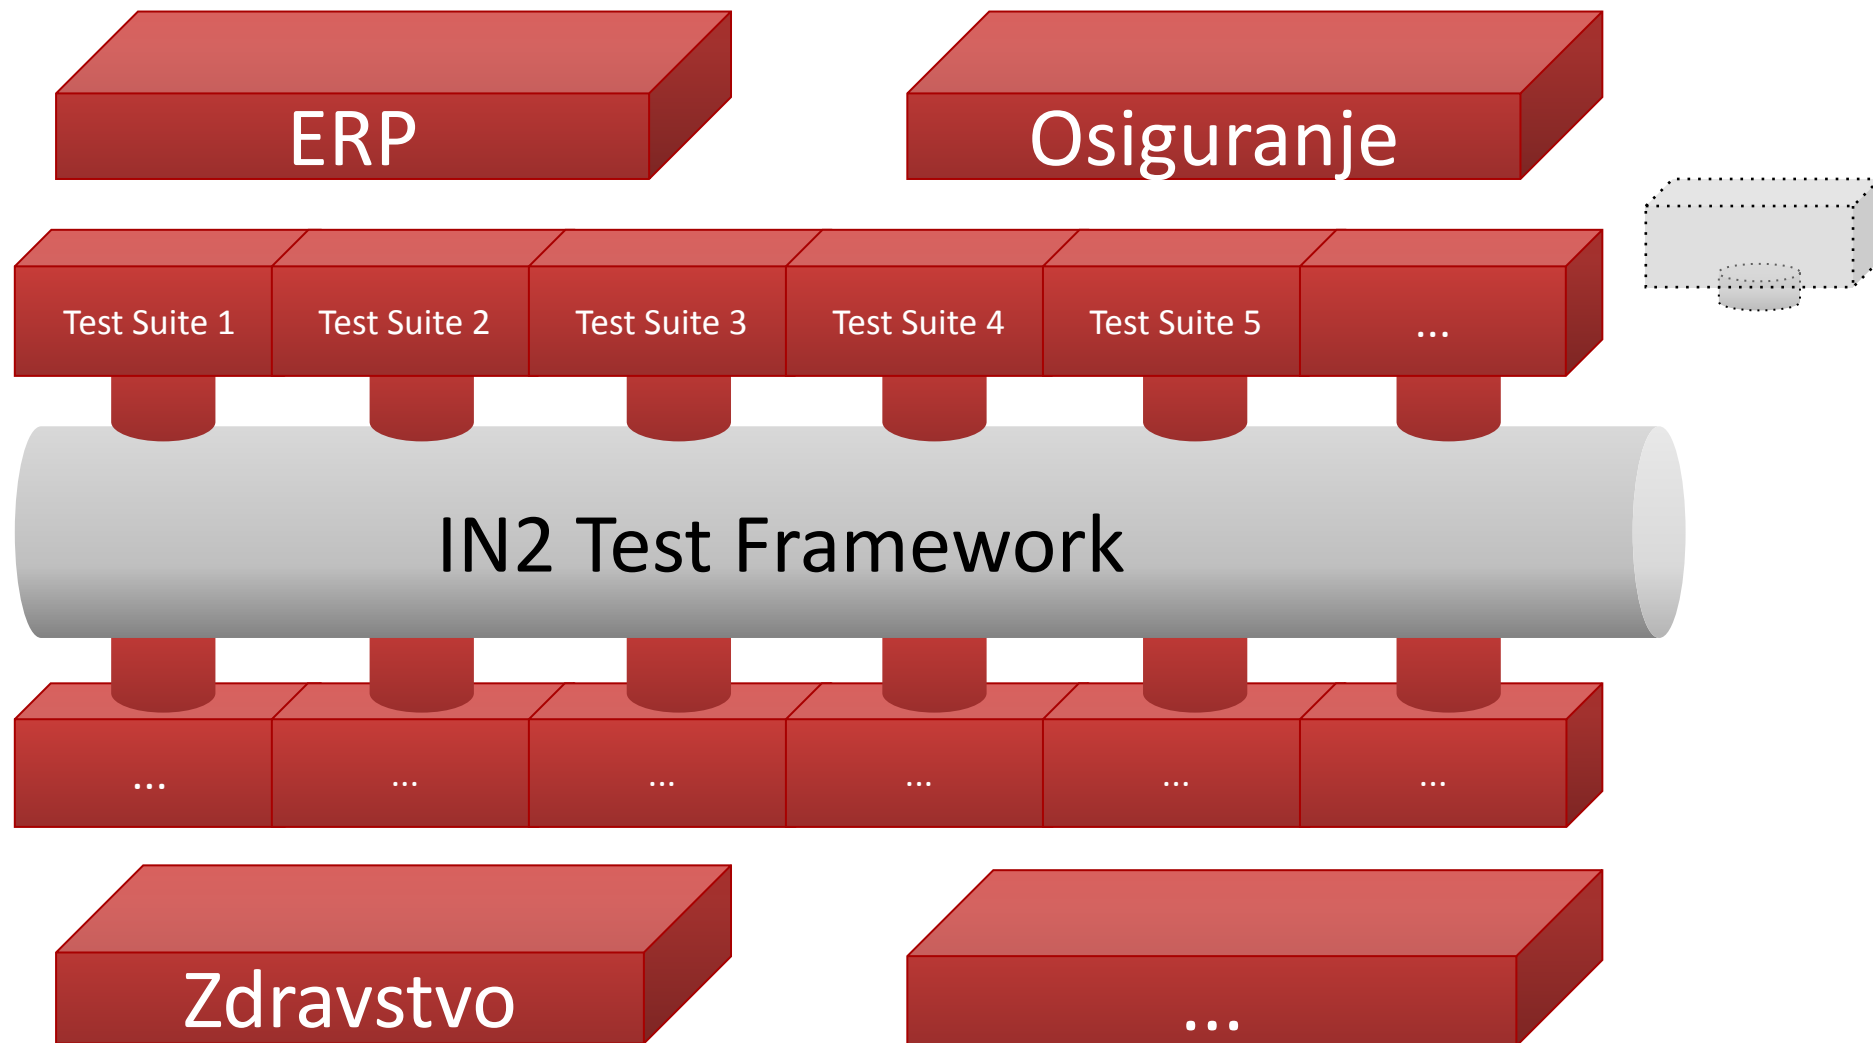 ERP
Osiguranje
Test Suite 1
Test Suite 2
Test Suite 3
Test Suite 4
Test Suite 5
...
IN2 Test Framework
...
...
...
...
...
...
Zdravstvo
...